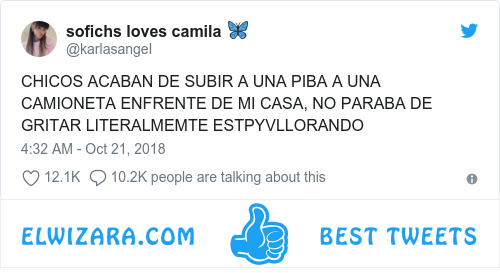 sofichs loves camila 🦋
@karlasangel
CHICOS ACABAN DE SUBIR A UNA PIBA A UNA
CAMIONETA ENFRENTE DE MI CASA, NO PARABA DE
GRITAR LITERALMEMTE ESTPYVLLORANDO
4:32 AM - Oct 21, 2018
12.1K 10.2K people are talking about this
ELWIZARA.COM BEST TWEETS